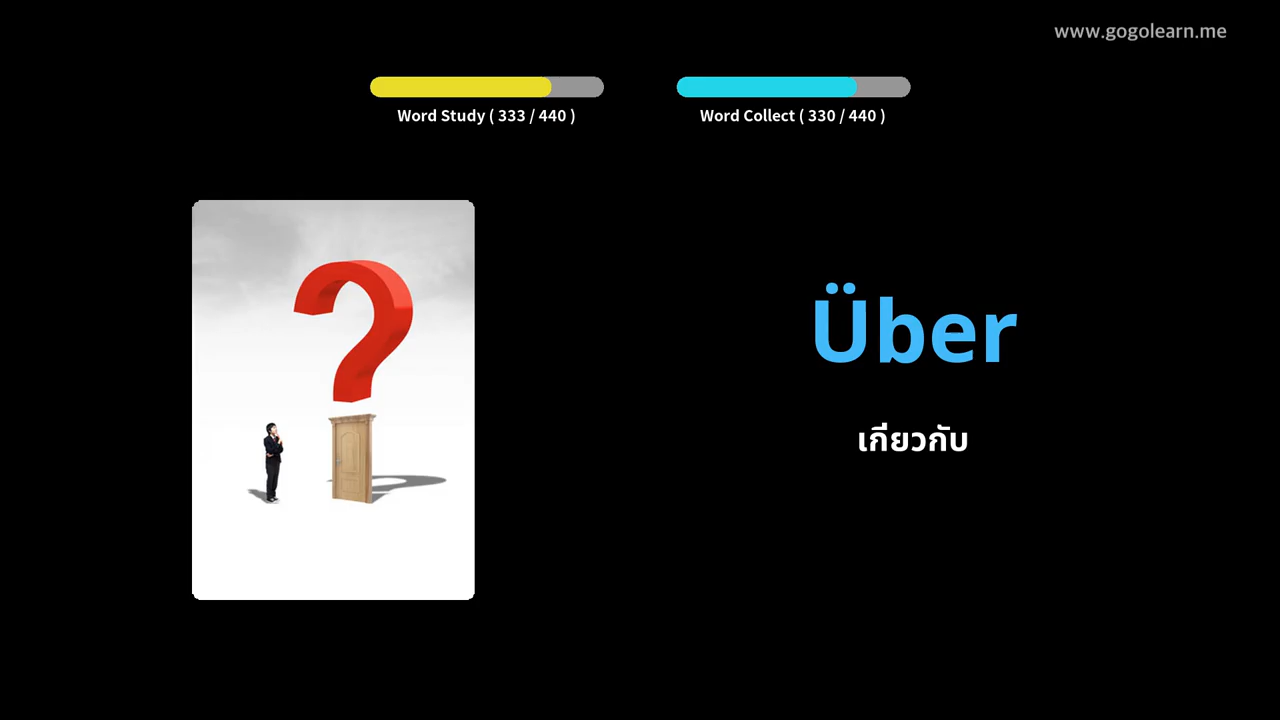 www.gogolearn.me
Word Study ( 333 / 440 )
Word Collect ( 330 / 440 )
Über
เกี่ยวกับ